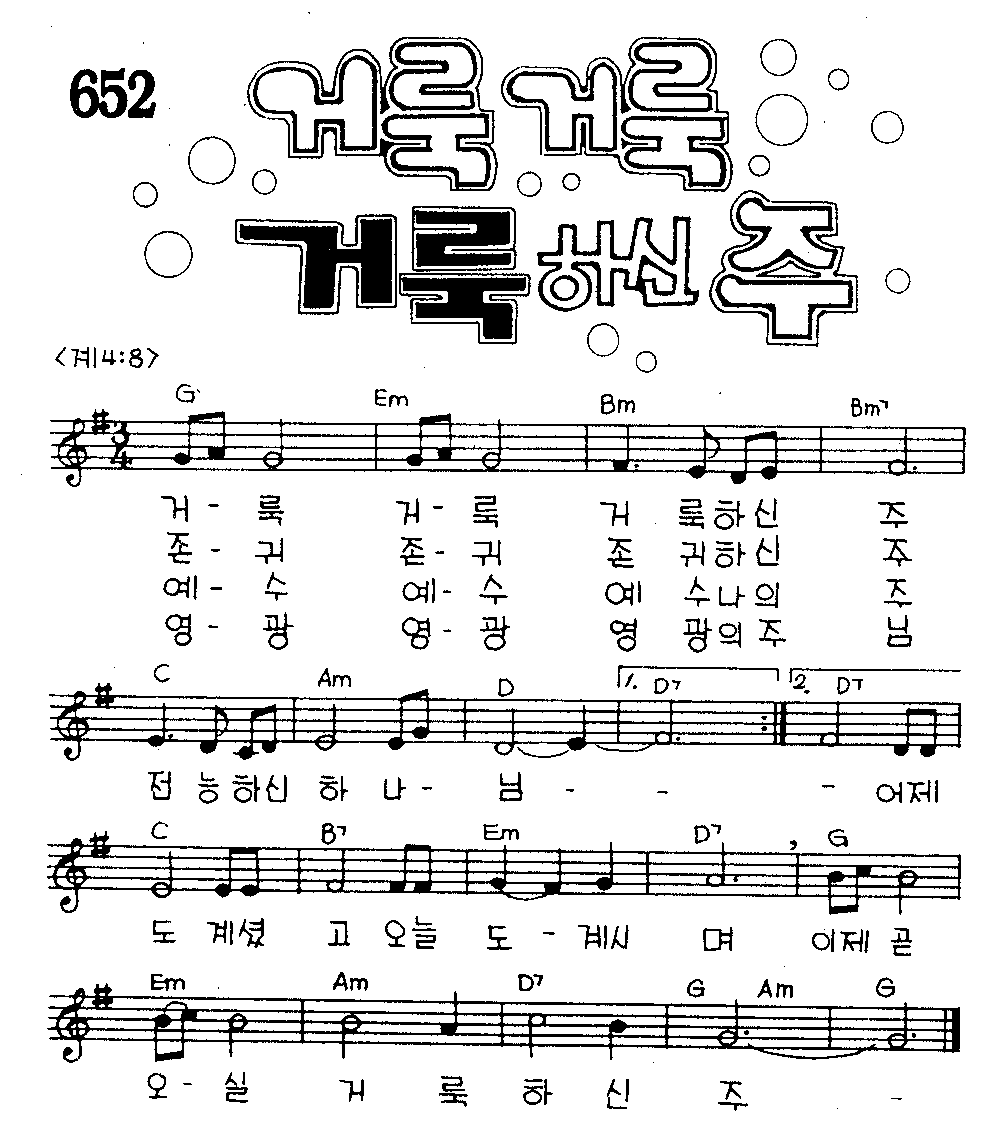 652
거룩 거룩
거룩하신 주
<계4:8>
G Em Bm Bm7
3
4
거 - 룩 거 - 룩 거 룩하신 주
존 - 귀 존 - 귀 존 귀하신 주
예 - 수 예 - 수 예 수나의 주
영 - 광 영 - 광 영 광의주 님
C Am D 1. D7 2. D7
전 능하신 하 나 - 님 - - - 어제
C B7 Em D7 G
도 계셨 고 오늘 도 - 계시 며 이제 곧
Em Am D7 G Am G
오 - 실 거 룩 하 신 주 -